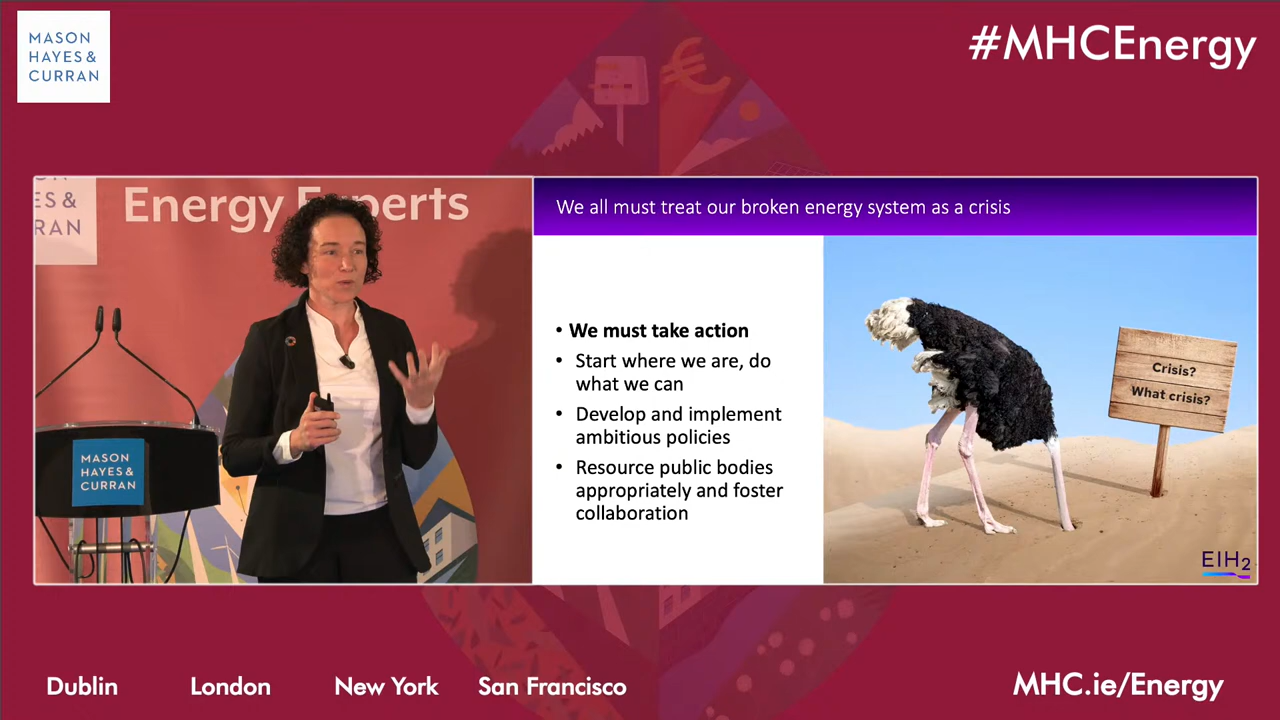 MASON
HAYES &
CURRAN
#MHCEnergy
ES &
RAN
Energy Experts
MASON
HAYES &
CURRAN
We all must treat our broken energy system as a crisis
• We must take action
• Start where we are, do
what we can
• Develop and implement
ambitious policies
• Resource public bodies
appropriately and foster
collaboration
Crisis?
What crisis?
EIH2
Dublin
London
New York
San Francisco
MHC.ie/Energy